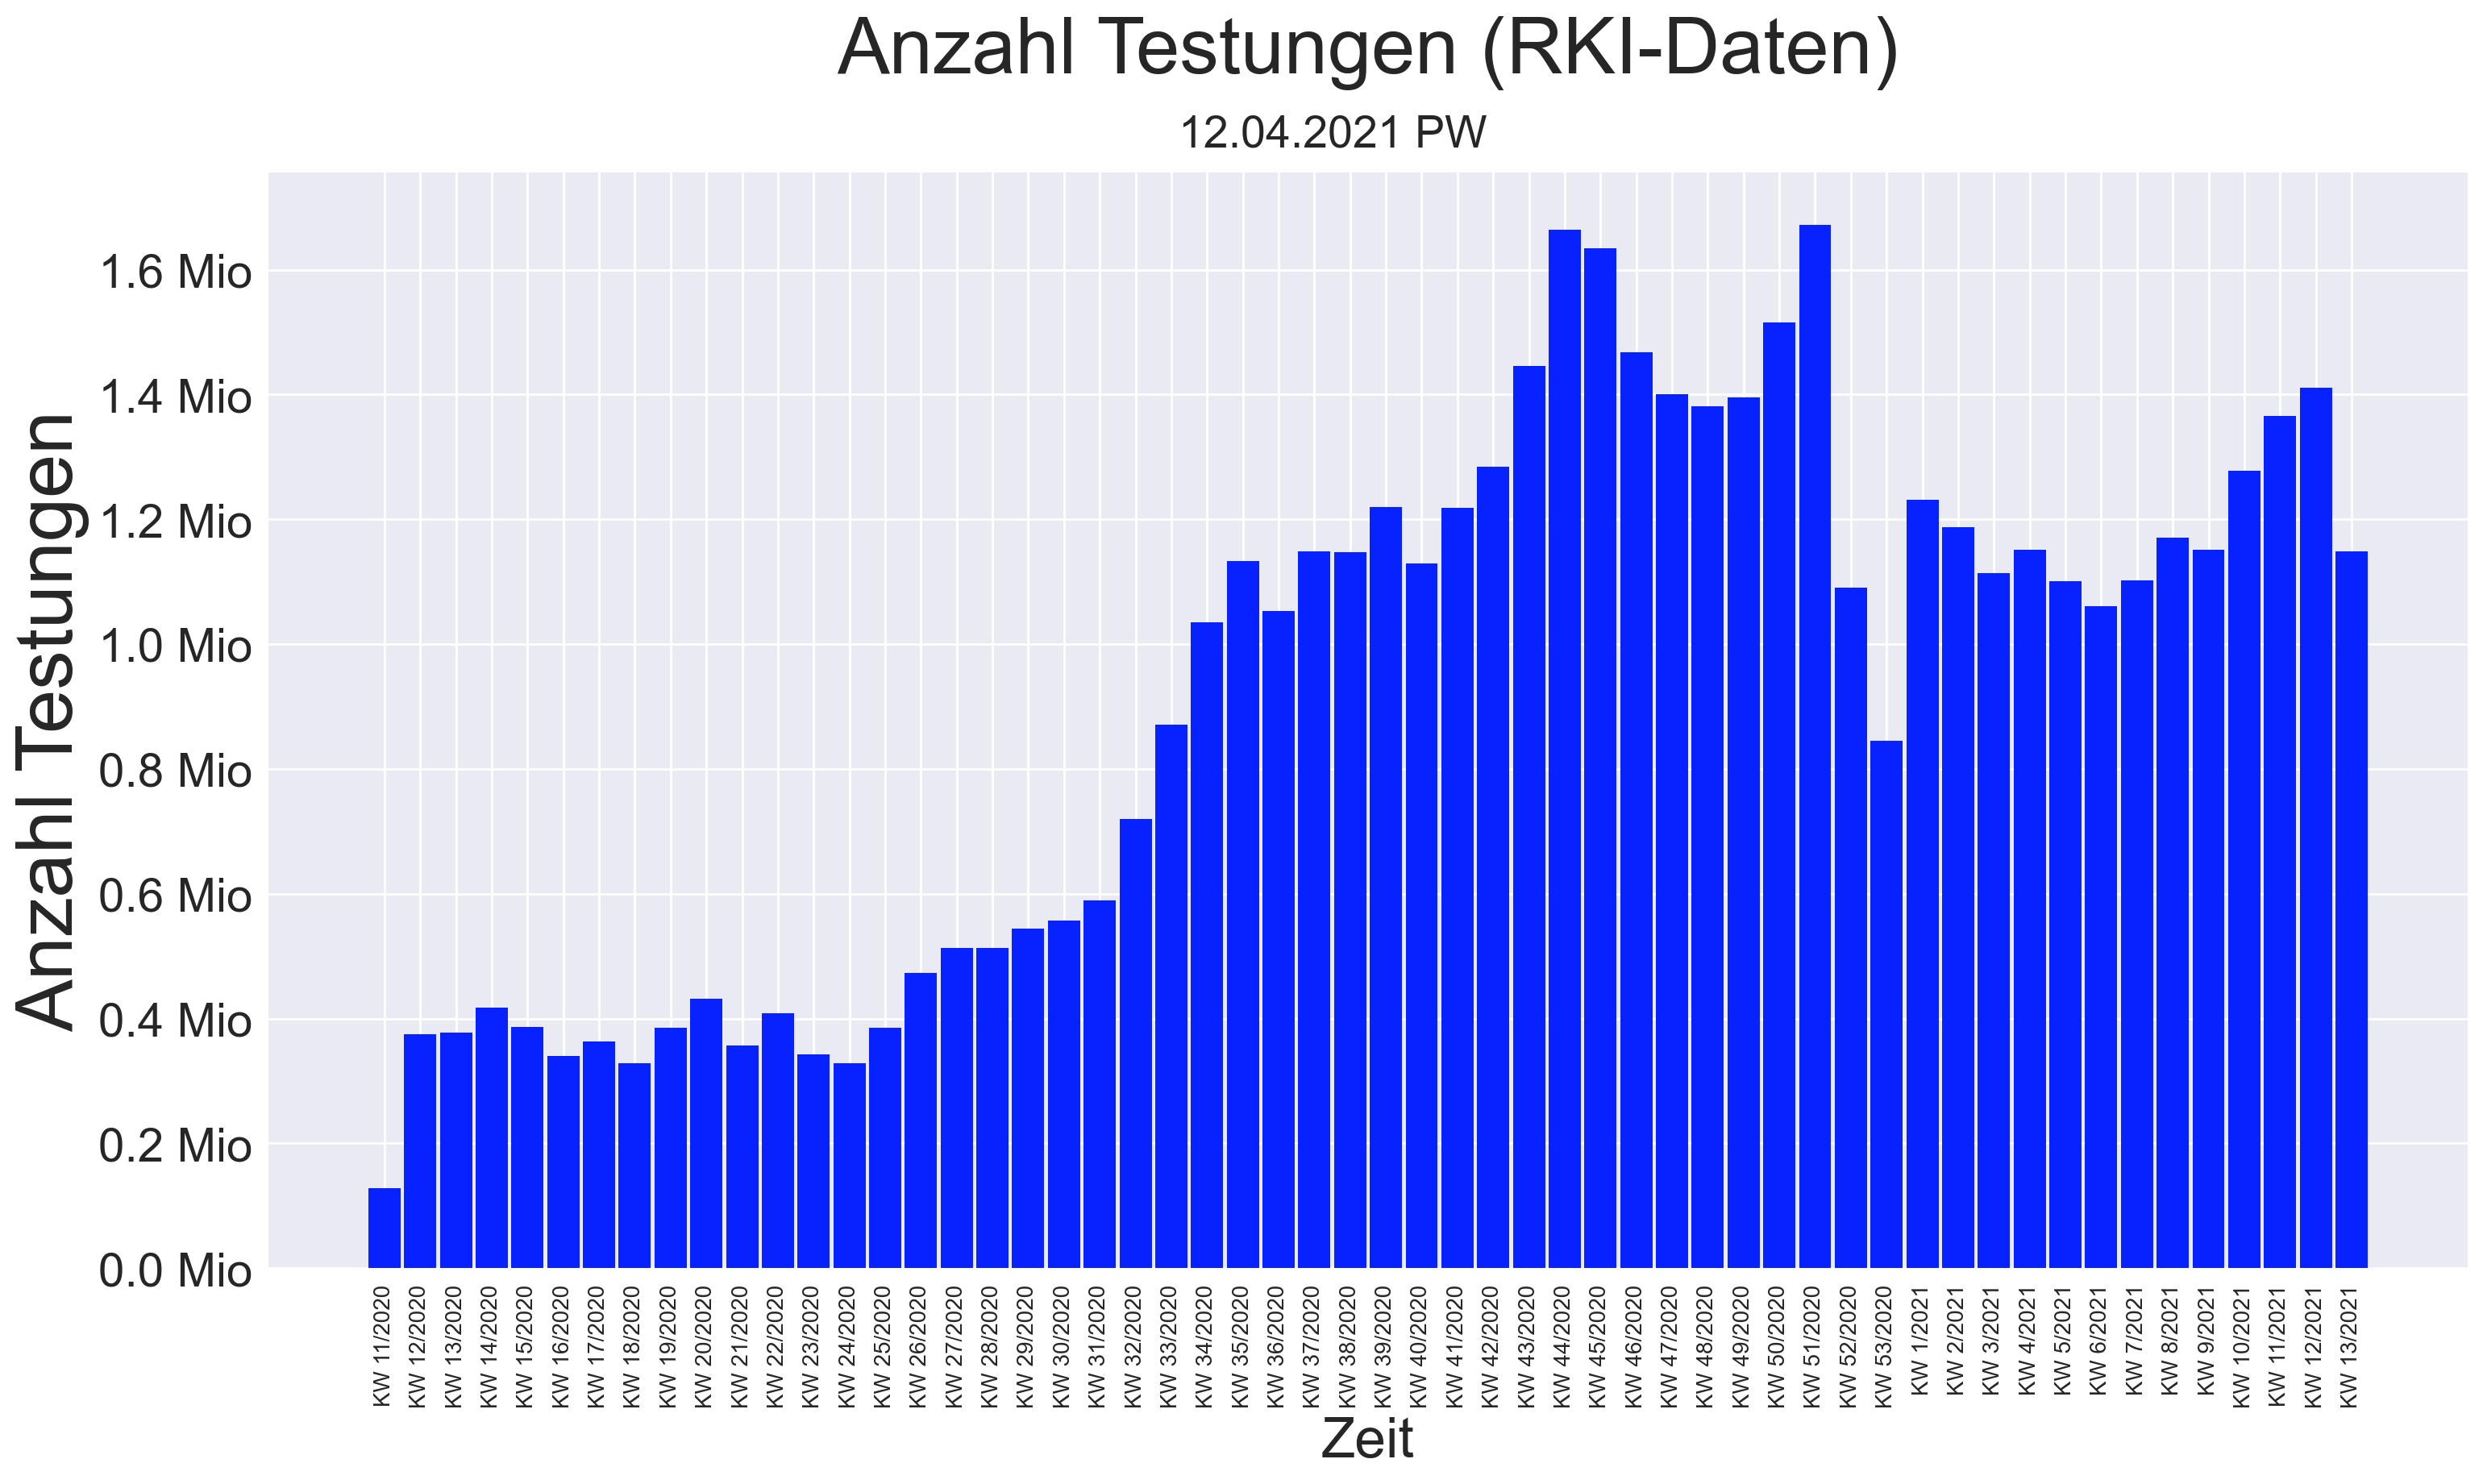 Anzahl Testungen (RKI-Daten)
12.04.2021 PW
Anzahl Testungen
1.6 Mio
1.4 Mio
1.2 Mio
1.0 Mio
0.8 Mio
0.6 Mio
0.4 Mio
0.2 Mio
0.0 Mio
KW 11/2020
KW 12/2020
KW 13/2020
KW 14/2020
KW 15/2020
KW 16/2020
KW 17/2020
KW 18/2020
KW 19/2020
KW 20/2020
KW 21/2020
KW 22/2020
KW 23/2020
KW 24/2020
KW 25/2020
KW 26/2020
KW 27/2020
KW 28/2020
KW 29/2020
KW 30/2020
KW 31/2020
KW 32/2020
KW 33/2020
KW 34/2020
KW 35/2020
KW 36/2020
KW 37/2020
KW 38/2020
KW 39/2020
KW 40/2020
KW 41/2020
KW 42/2020
KW 43/2020
KW 44/2020
KW 45/2020
KW 46/2020
KW 47/2020
KW 48/2020
KW 49/2020
KW 50/2020
KW 51/2020
KW 52/2020
KW 53/2020
KW 1/2021
KW 2/2021
KW 3/2021
KW 4/2021
KW 5/2021
KW 6/2021
KW 7/2021
KW 8/2021
KW 9/2021
KW 10/2021
KW 11/2021
KW 12/2021
KW 13/2021
Zeit